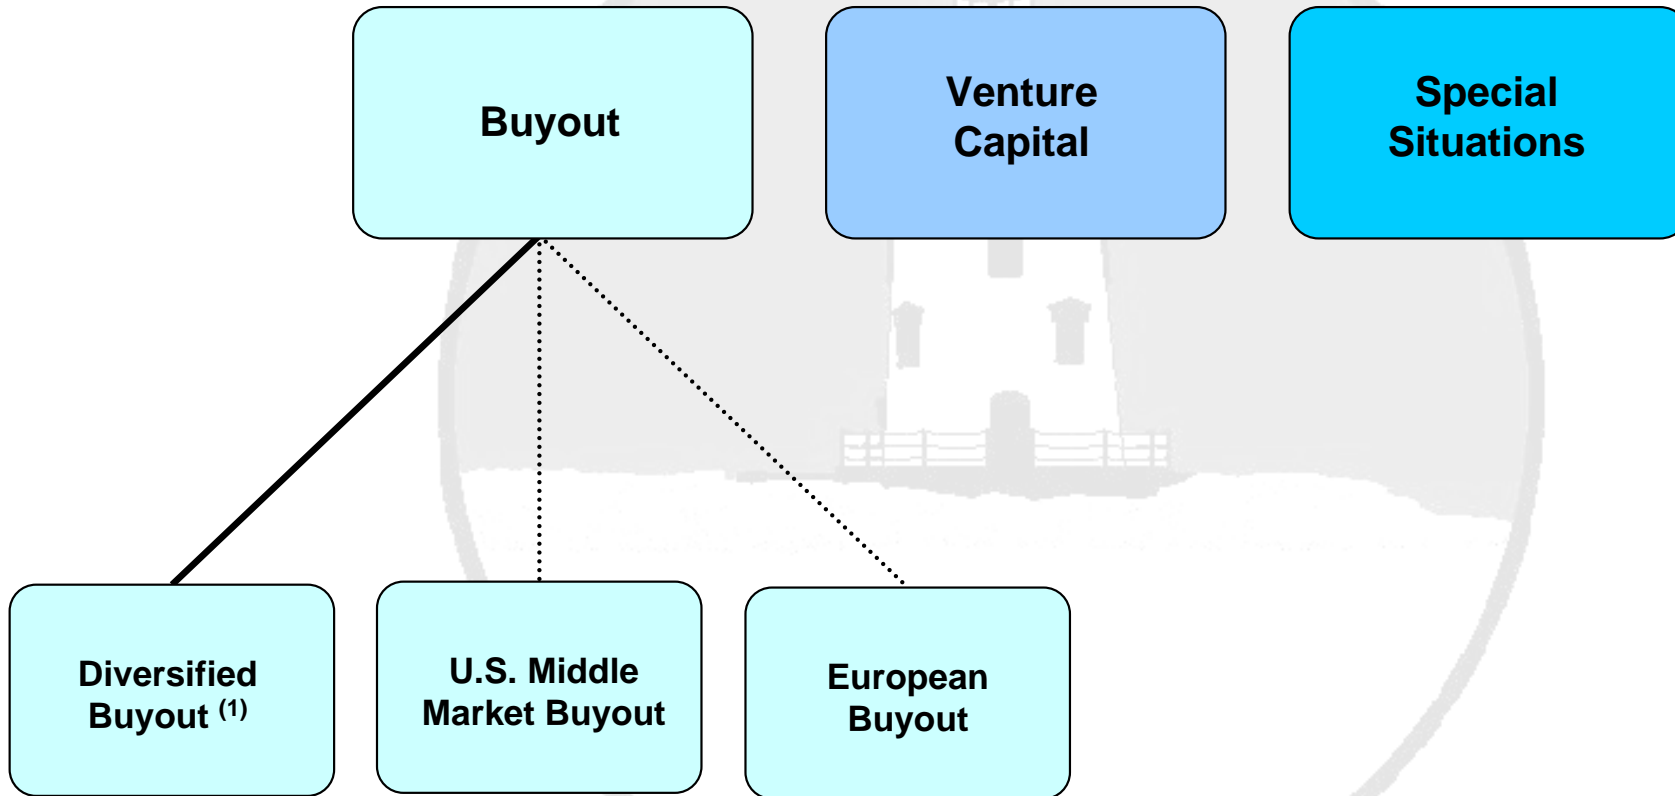 Buyout
Venture
Capital
Special
Situations
Diversified
Buyout (1)
U.S. Middle
Market Buyout
European
Buyout